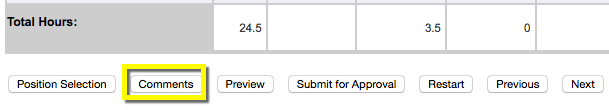 Total Hours: 24.5 3.5 0
Position Selection Comments Preview Submit for Approval Restart Previous Next